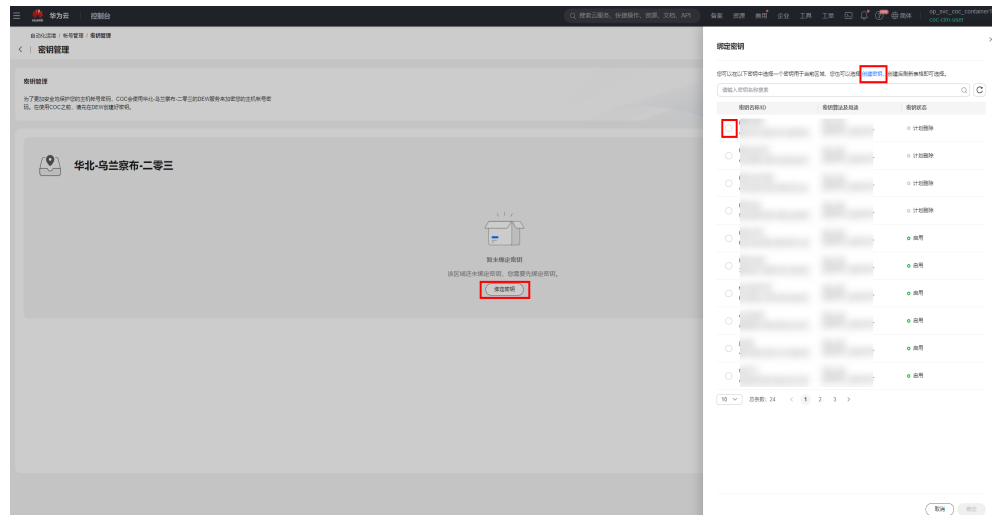 华为云 控制台 搜索云服务、快捷操作、资源、文档、API 备案 资源 费用 企业 工具 工单 简体 op_svc_coc_container1
coc-cim-user
自动化运维 / 帐号管理 / 密钥管理
密钥管理
密钥管理
为了更加安全地保护您的主机帐号密码，COC会使用华北-乌兰察布-二零三的DEW服务来加密您的主机帐号密
码。在使用COC之前，请先在DEW创建好密钥。
华北-乌兰察布-二零三
暂未绑定密钥
该区域还未绑定密钥，您需要先绑定密钥。
绑定密钥
绑定密钥
您可以在以下密钥中选择一个密钥用于当前区域，您也可以选择 创建密钥，创建后刷新表格即可选择。
请输入密钥名称搜索
密钥名称/ID 密钥算法及用途 密钥状态
计划删除
计划删除
计划删除
计划删除
启用
启用
启用
启用
启用
启用
10 总条数: 24 1 2 3
取消 确定